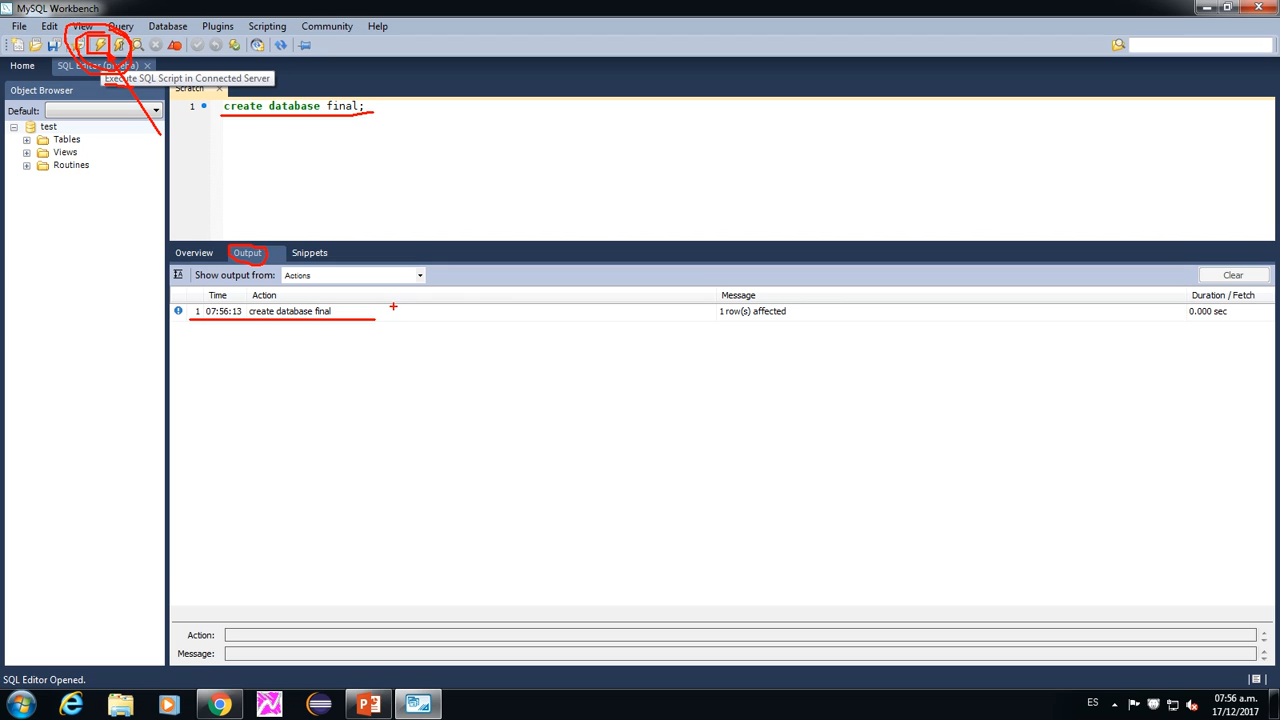 MySQL Workbench
File Edit View Query Database Plugins Scripting Community Help
Home SQL Editor (prueba) ×
Execute SQL Script in Connected Server
Object Browser
Scratch ×
Default:
1 create database final;
test
Tables
Views
Routines
Overview Output Snippets
Show output from: Actions Clear
Time Action Message Duration / Fetch
1 07:56:13 create database final 1 row(s) affected 0.000 sec
Action:
Message:
SQL Editor Opened.
ES 07:56 a.m.
17/12/2017